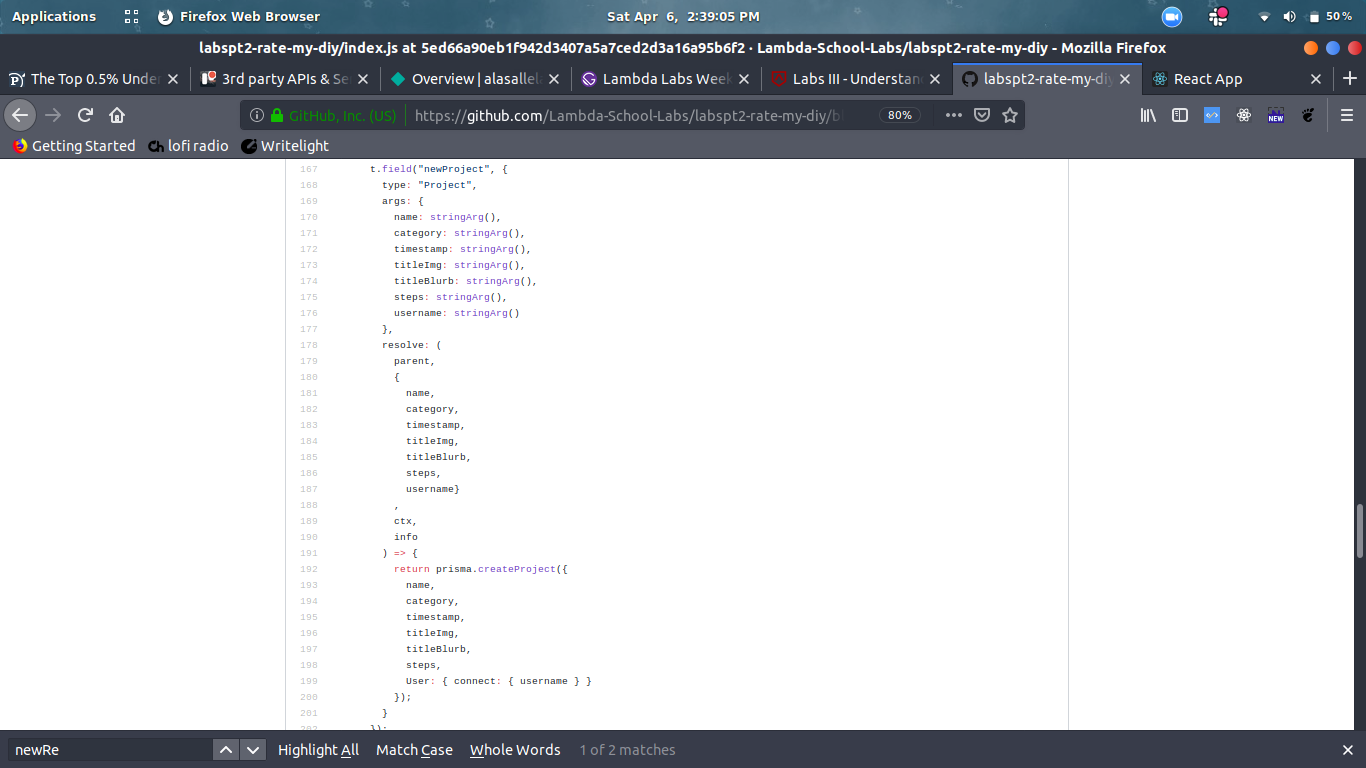 Applications Firefox Web Browser Sat Apr 6, 2:39:05 PM 50 %
labspt2-rate-my-diy/index.js at 5ed66a90eb1f942d3407a5a7ced2d3a16a95b6f2 · Lambda-School-Labs/labspt2-rate-my-diy - Mozilla Firefox
The Top 0.5% Unde 3rd party APIs & Se Overview | alasallel Lambda Labs Week Labs III - Understan labspt2-rate-my-diy React App
GitHub, Inc. (US) https://github.com/Lambda-School-Labs/labspt2-rate-my-diy/bl 80% NEW
Getting Started lofi radio Writelight
167 t.field("newProject", {
168 type: "Project",
169 args: {
170 name: stringArg(),
171 category: stringArg(),
172 timestamp: stringArg(),
173 titleImg: stringArg(),
174 titleBlurb: stringArg(),
175 steps: stringArg(),
176 username: stringArg()
177 },
178 resolve: (
179 parent,
180 {
181 name,
182 category,
183 timestamp,
184 titleImg,
185 titleBlurb,
186 steps,
187 username}
188 ,
189 ctx,
190 info
191 ) => {
192 return prisma.createProject({
193 name,
194 category,
195 timestamp,
196 titleImg,
197 titleBlurb,
198 steps,
199 User: { connect: { username } }
200 });
201 }
202 });
newRe Highlight All Match Case Whole Words 1 of 2 matches